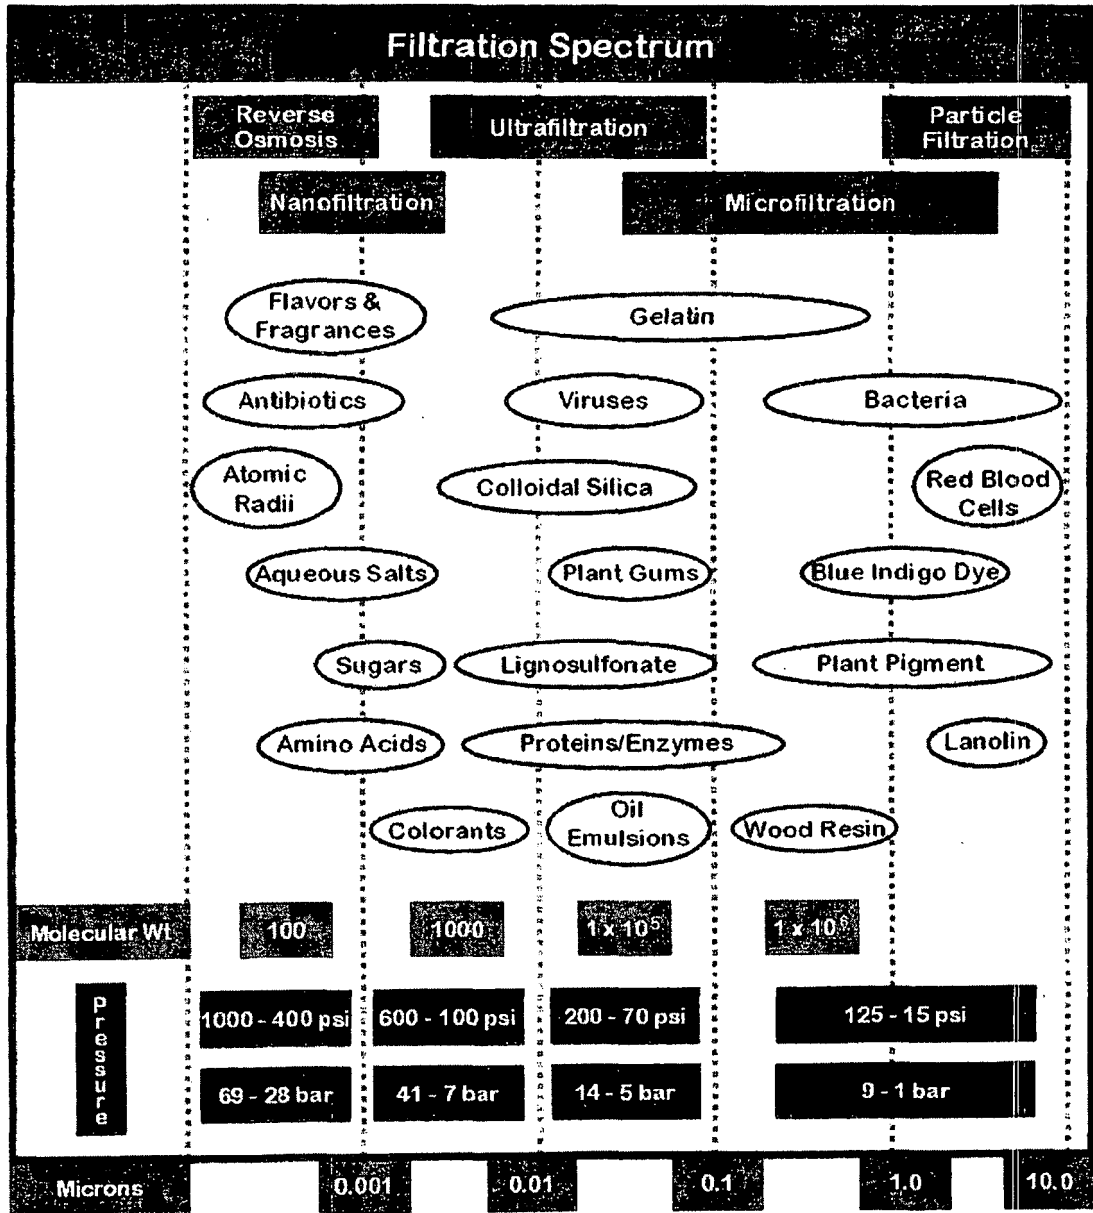 Filtration Spectrum
Reverse
Osmosis
Ultrafiltration
Particle
Filtration
Nanofiltration
Microfiltration
Flavors &
Fragrances
Gelatin
Antibiotics
Viruses
Bacteria
Atomic
Radii
Colloidal Silica
Red Blood
Cells
Aqueous Salts
Plant Gums
Blue Indigo Dye
Sugars
Lignosulfonate
Plant Pigment
Amino Acids
Proteins/Enzymes
Lanolin
Colorants
Oil
Emulsions
Wood Resin
Molecular Wt
100
1000
1 x 10⁵
1 x 10⁶
Pressure
1000 - 400 psi
600 - 100 psi
200 - 70 psi
125 - 15 psi
69 - 28 bar
41 - 7 bar
14 - 5 bar
9 - 1 bar
Microns
0.001
0.01
0.1
1.0
10.0